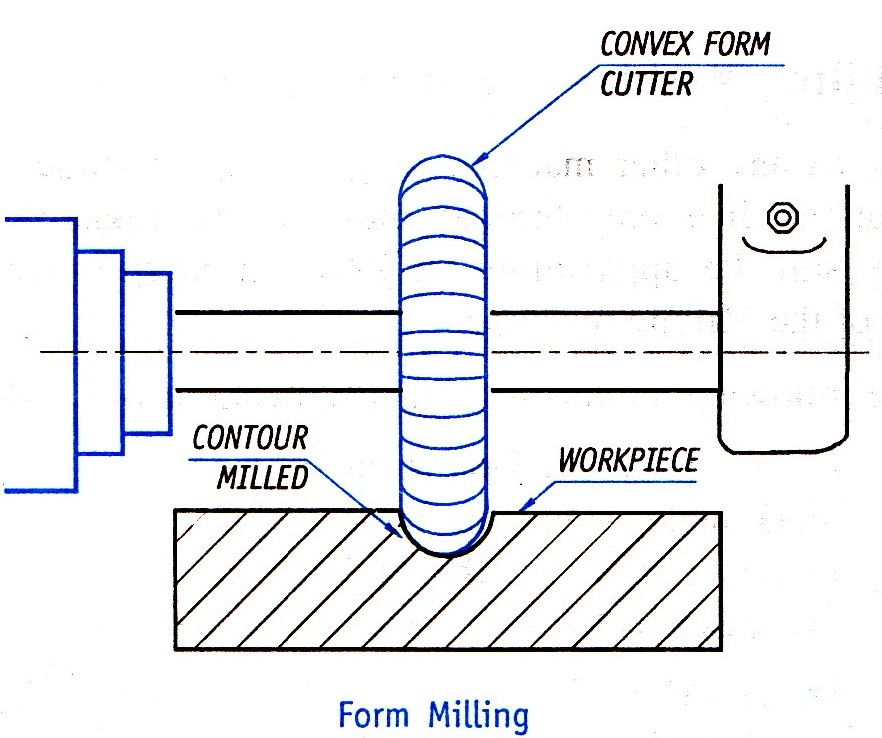 CONVEX FORM
CUTTER
CONTOUR
MILLED
WORKPIECE
Form Milling